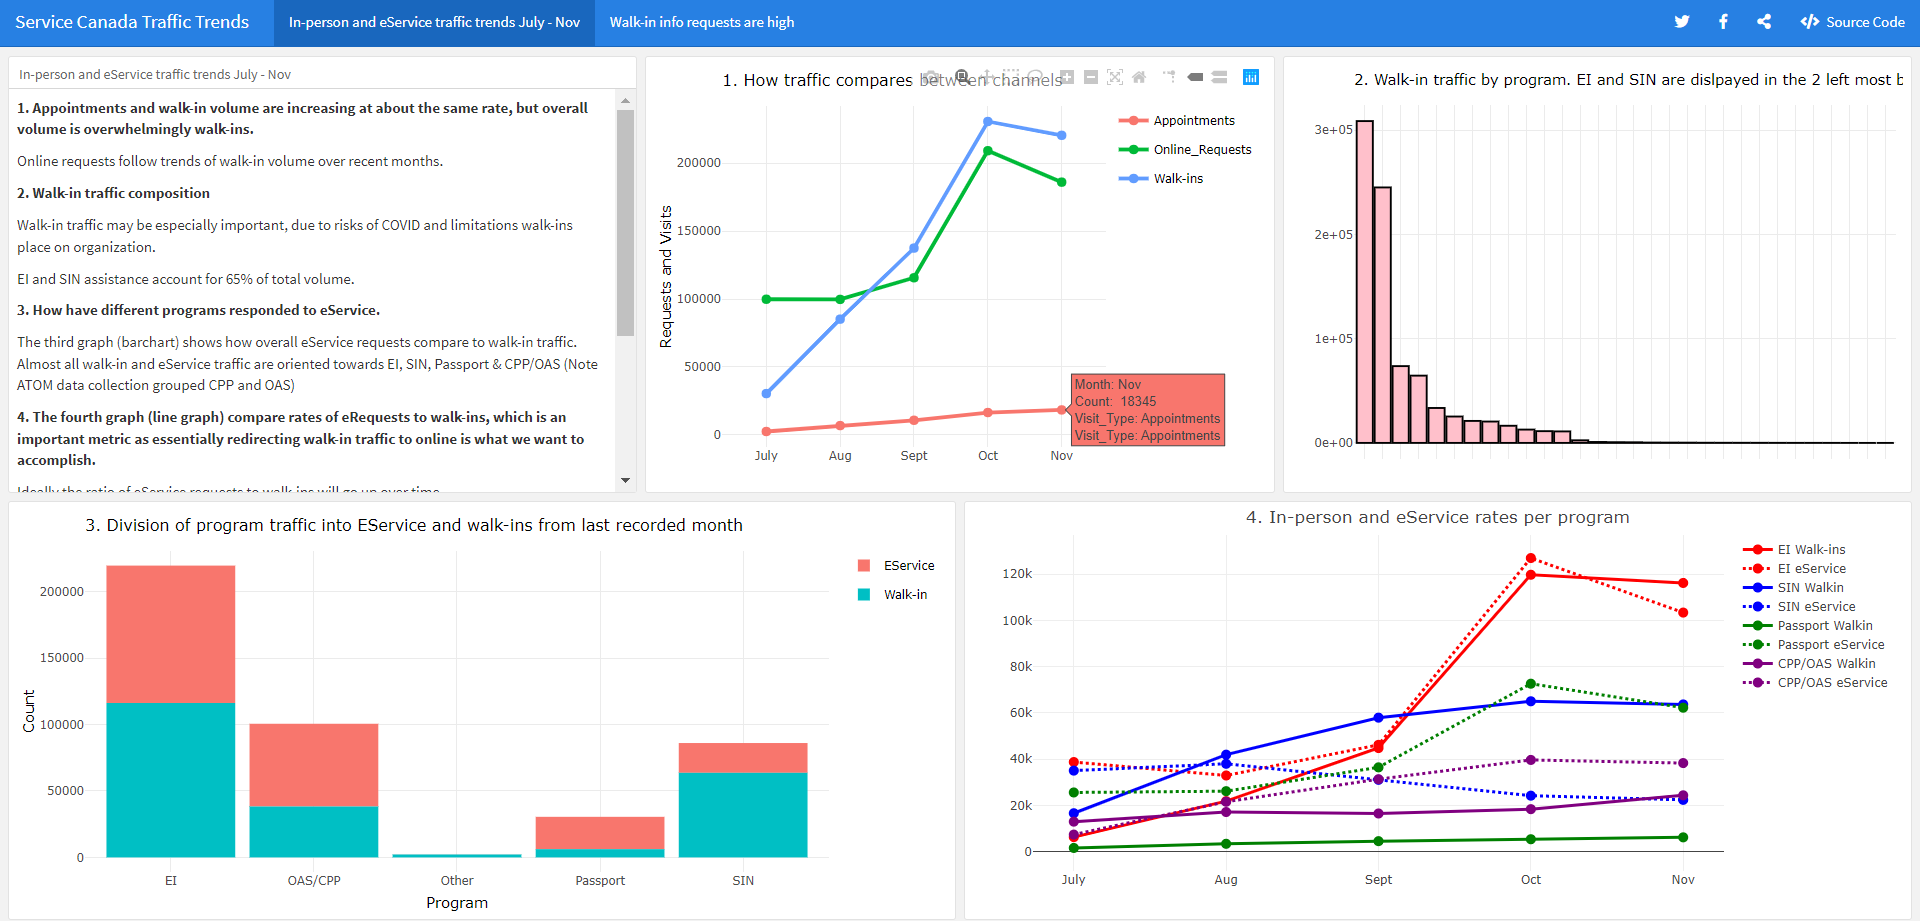 Service Canada Traffic Trends
In-person and eService traffic trends July - Nov
Walk-in info requests are high
Source Code
In-person and eService traffic trends July - Nov
1. Appointments and walk-in volume are increasing at about the same rate, but overall
volume is overwhelmingly walk-ins.
Online requests follow trends of walk-in volume over recent months.
2. Walk-in traffic composition
Walk-in traffic may be especially important, due to risks of COVID and limitations walk-ins
place on organization.
EI and SIN assistance account for 65% of total volume.
3. How have different programs responded to eService.
The third graph (barchart) shows how overall eService requests compare to walk-in traffic.
Almost all walk-in and eService traffic are oriented towards EI, SIN, Passport & CPP/OAS (Note
ATOM data collection grouped CPP and OAS)
4. The fourth graph (line graph) compare rates of eRequests to walk-ins, which is an
important metric as essentially redirecting walk-in traffic to online is what we want to
accomplish.
Ideally the ratio of eService requests to walk-ins will go up over time
1. How traffic compares between channels
Requests and Visits
200000
150000
100000
50000
0
July
Aug
Sept
Oct
Nov
Appointments
Online_Requests
Walk-ins
Month: Nov
Count: 18345
Visit_Type: Appointments
Visit_Type: Appointments
2. Walk-in traffic by program. EI and SIN are dislpayed in the 2 left most b
3e+05
2e+05
1e+05
0e+00
3. Division of program traffic into EService and walk-ins from last recorded month
Count
200000
150000
100000
50000
0
EI
OAS/CPP
Other
Passport
SIN
Program
EService
Walk-in
4. In-person and eService rates per program
120k
100k
80k
60k
40k
20k
0
July
Aug
Sept
Oct
Nov
EI Walk-ins
EI eService
SIN Walkin
SIN eService
Passport Walkin
Passport eService
CPP/OAS Walkin
CPP/OAS eService